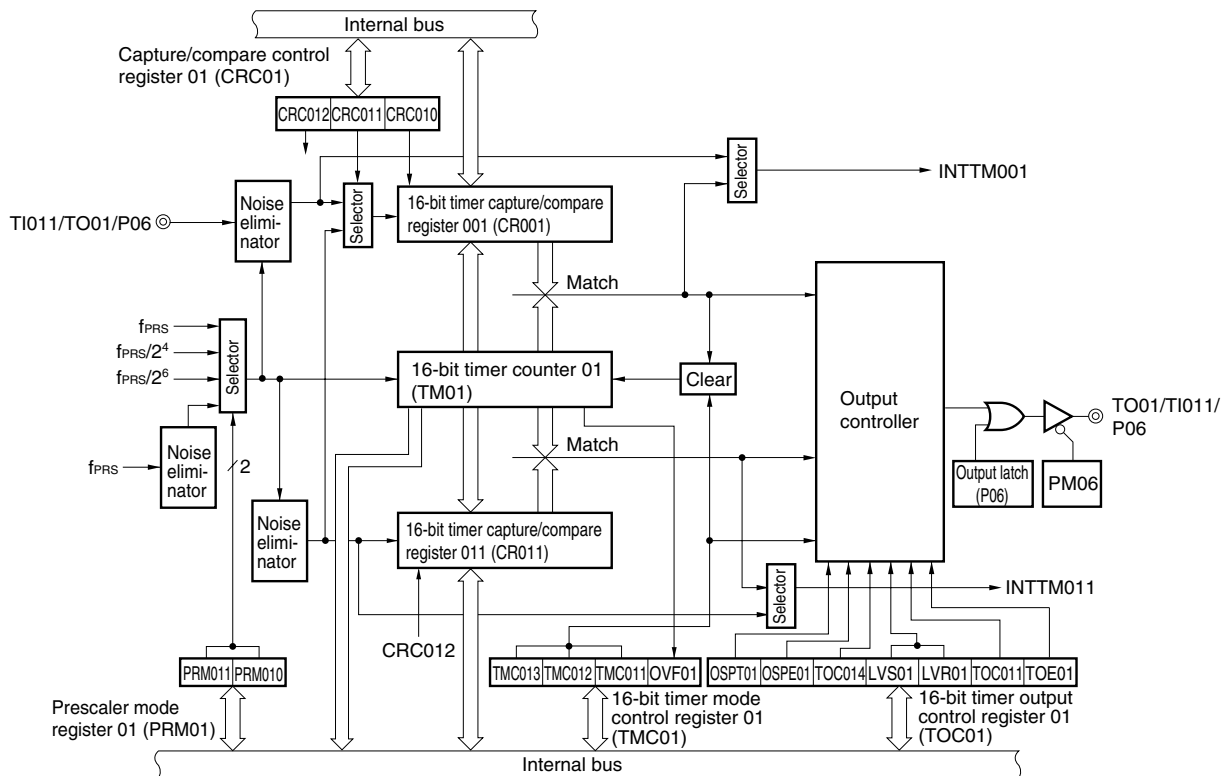 Internal bus
Capture/compare control
register 01 (CRC01)
CRC012 CRC011 CRC010
Selector
INTTM001
TI011/TO01/P06
Noise
elimi-
nator
Selector
16-bit timer capture/compare
register 001 (CR001)
Match
fPRS
fPRS/2⁴
fPRS/2⁶
Selector
16-bit timer counter 01
(TM01)
Clear
Output
controller
TO01/TI011/
P06
fPRS
Noise
elimi-
nator
2
Match
Output latch
(P06)
PM06
Noise
elimi-
nator
16-bit timer capture/compare
register 011 (CR011)
Selector
INTTM011
CRC012
PRM011 PRM010
TMC013 TMC012 TMC011 OVF01
OSPT01 OSPE01 TOC014 LVS01 LVR01 TOC011 TOE01
Prescaler mode
register 01 (PRM01)
16-bit timer mode
control register 01
(TMC01)
16-bit timer output
control register 01
(TOC01)
Internal bus